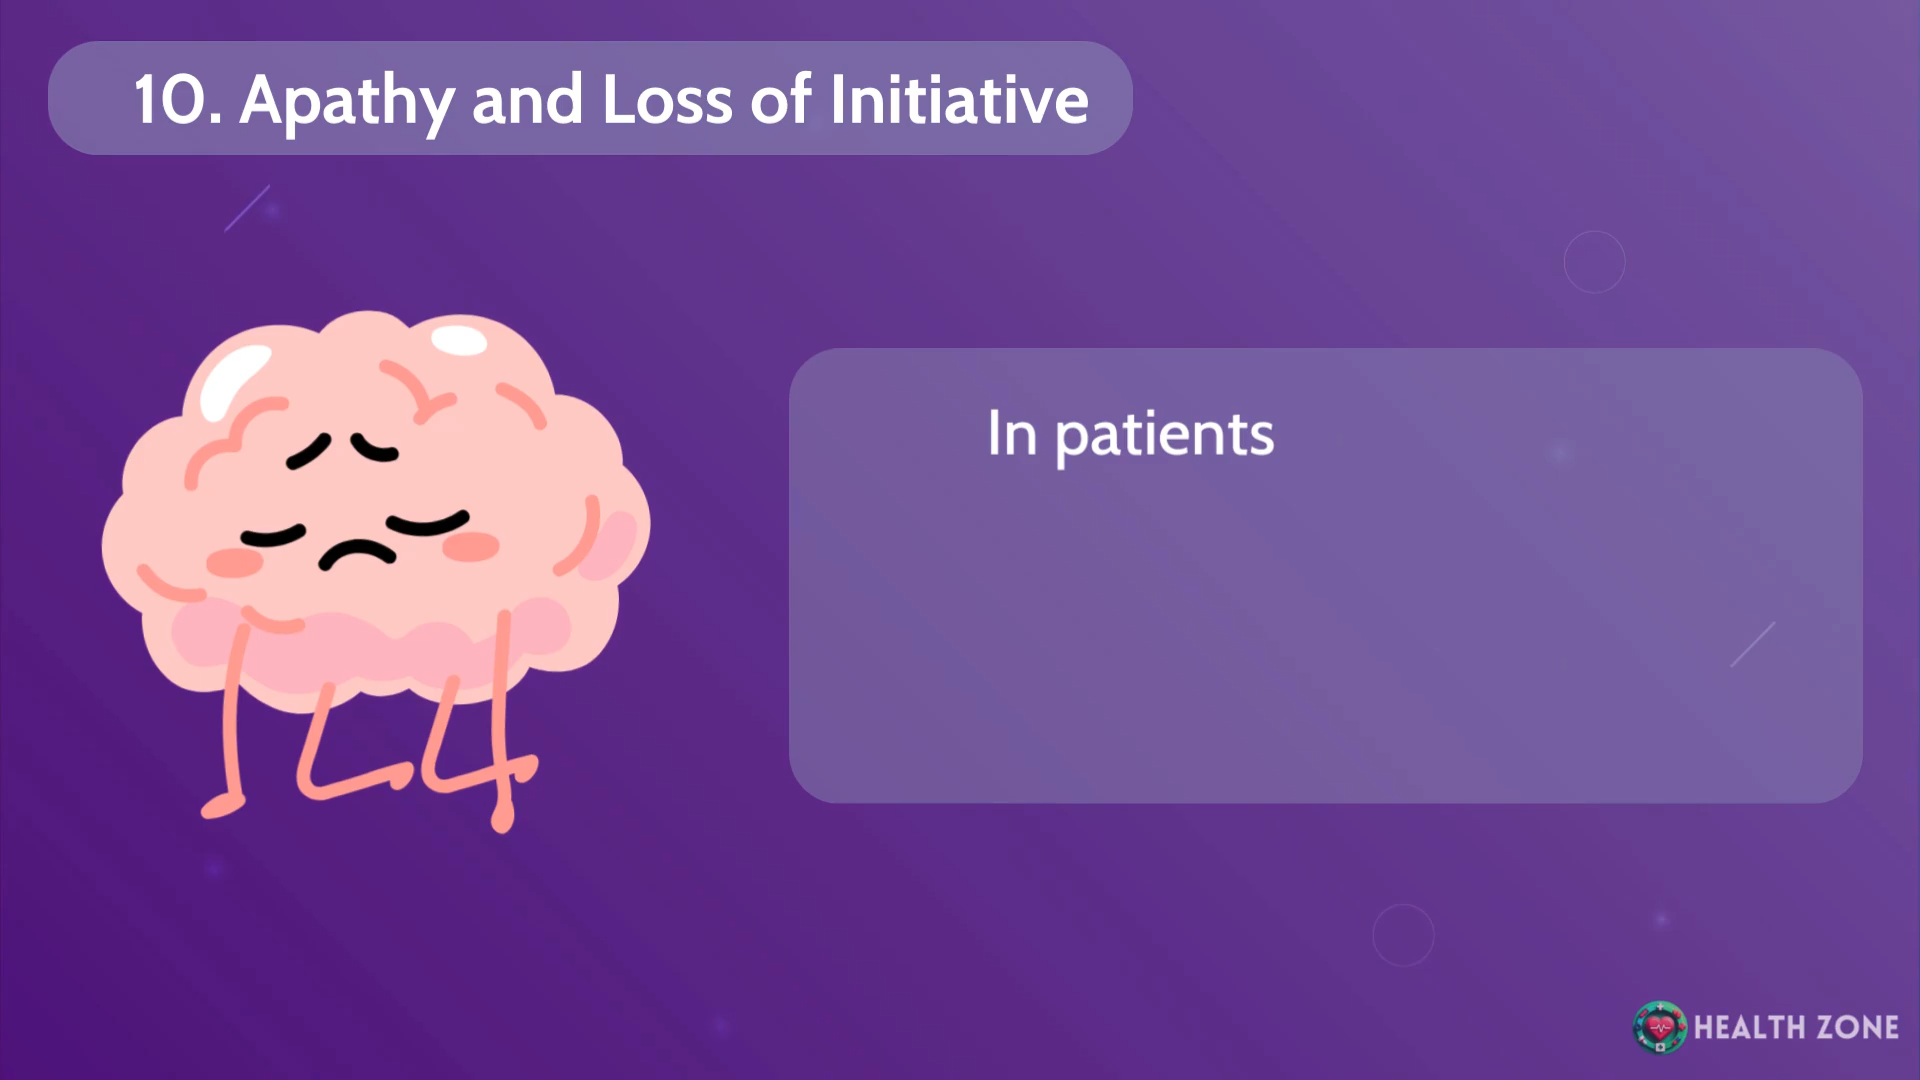 10. Apathy and Loss of Initiative
In patients
HEALTH ZONE